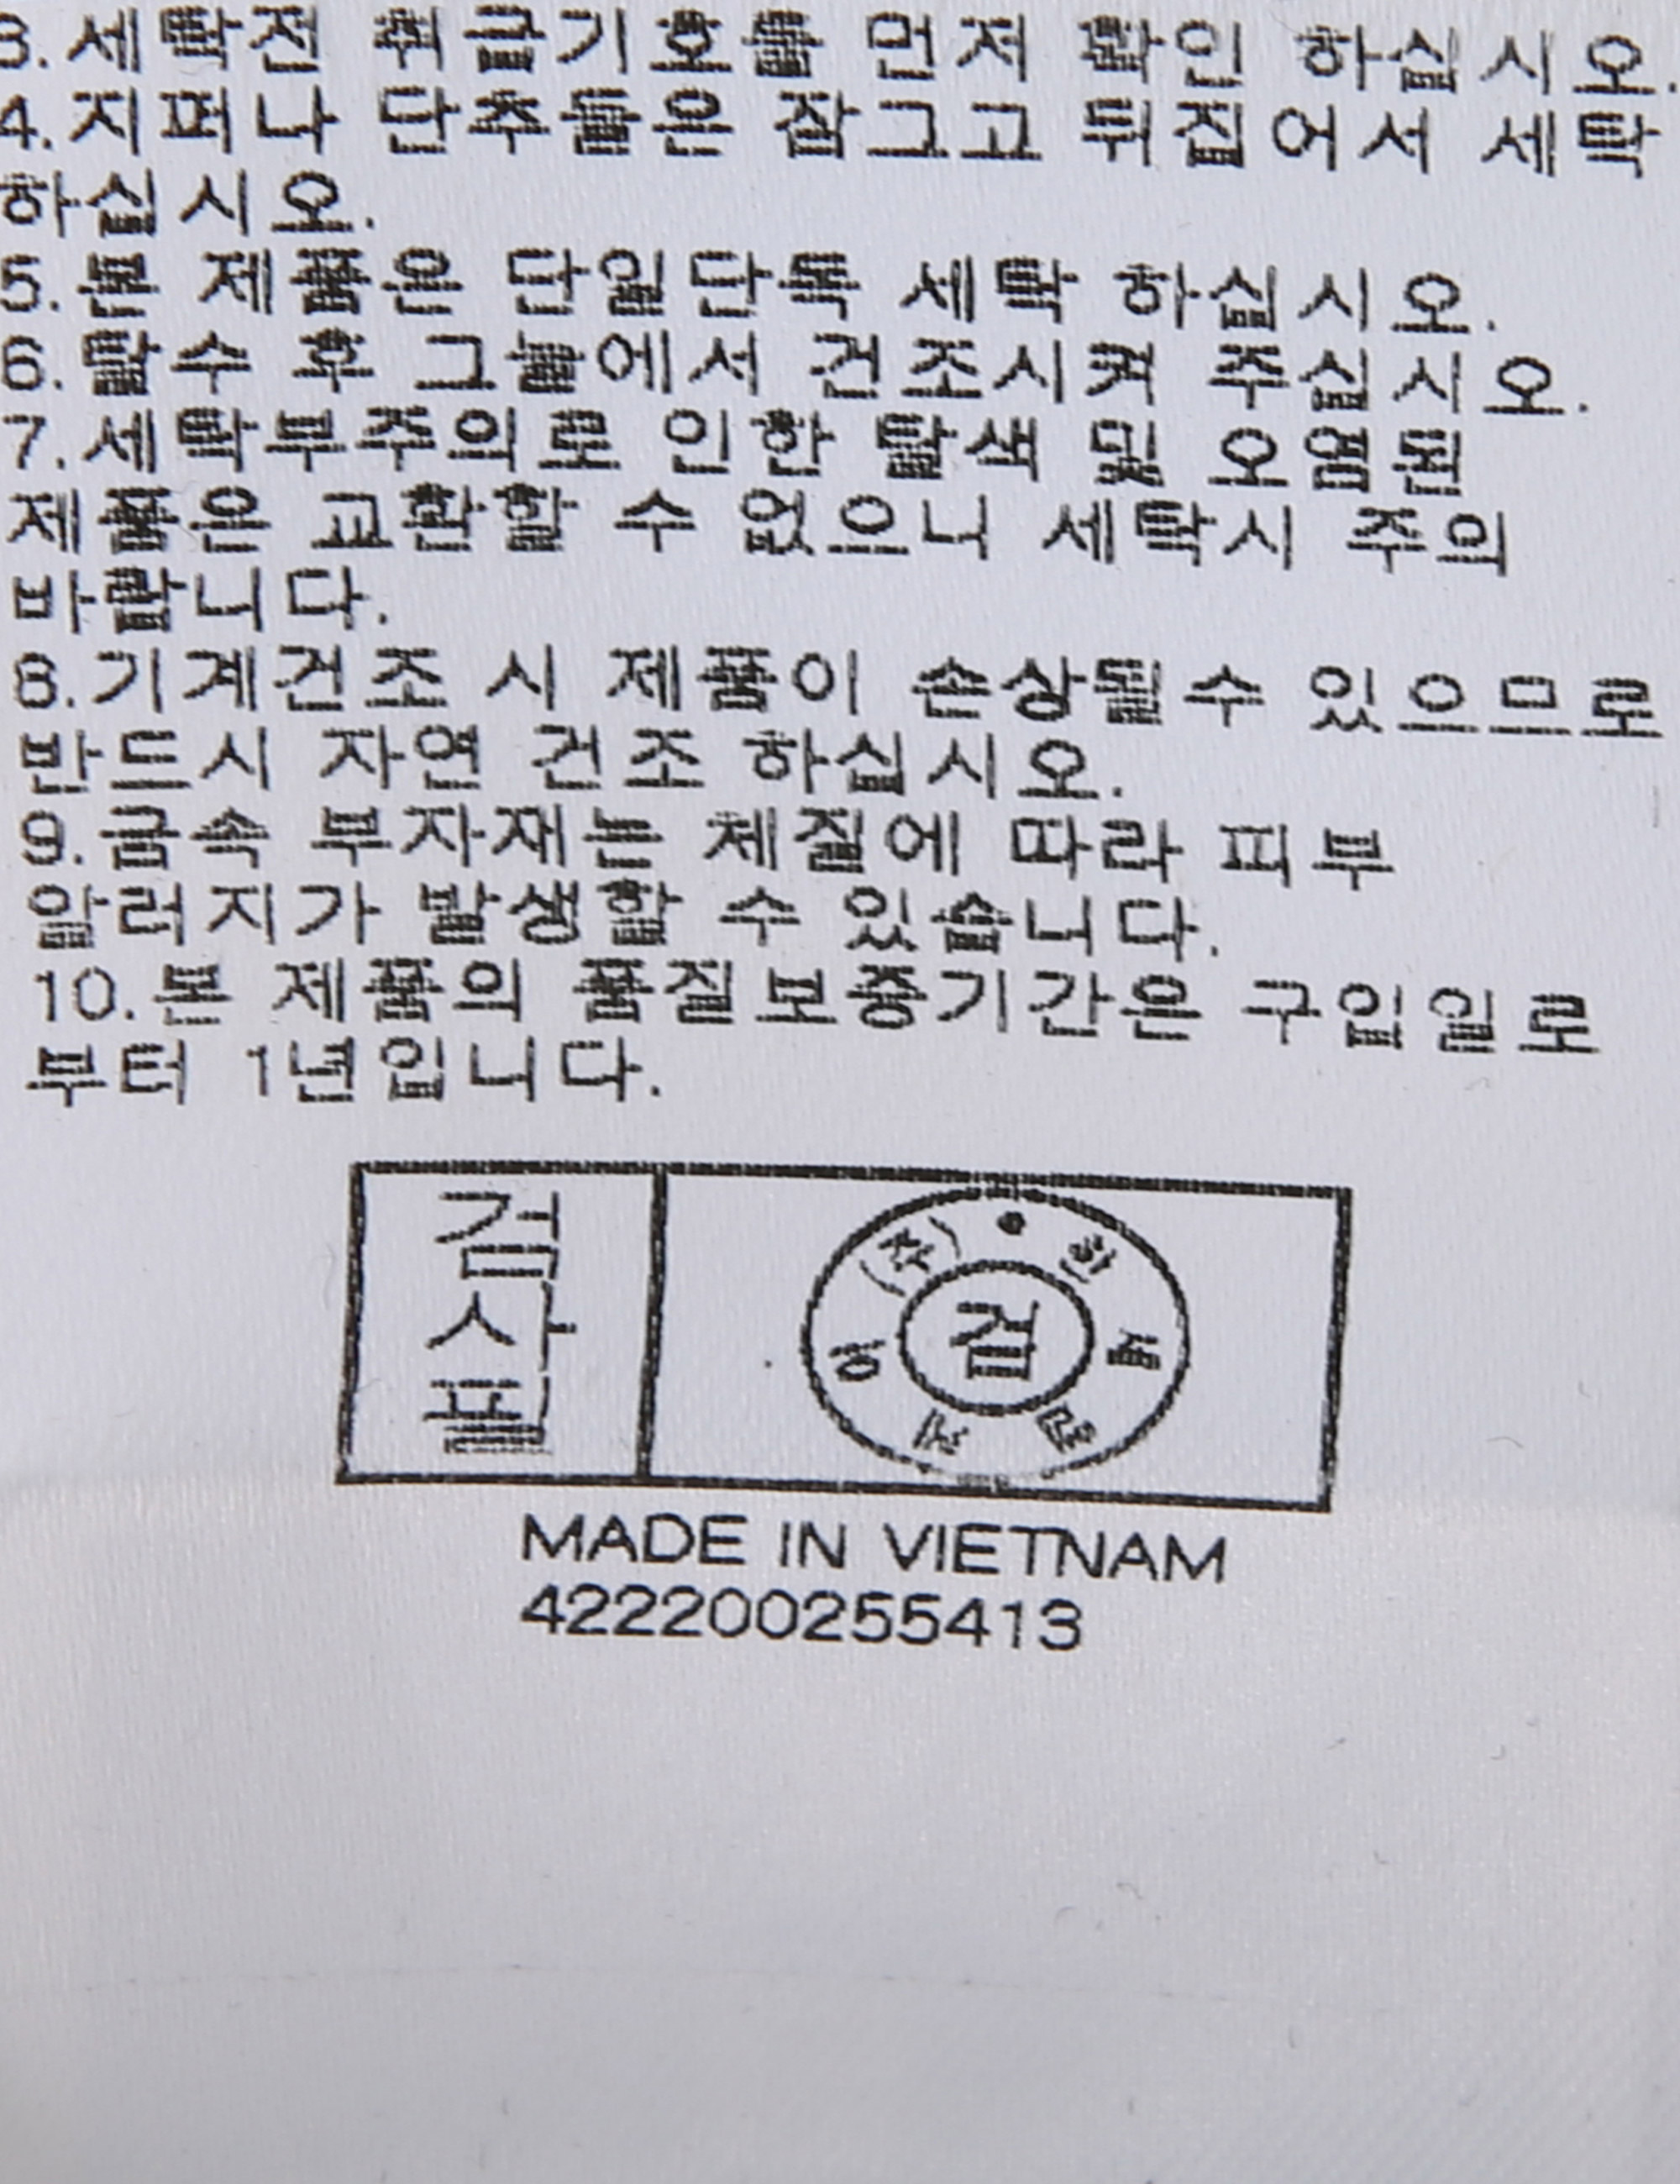 3.세탁전 취급기호를 먼저 확인 하십시오.
4.지퍼나 단추들은 잠그고 뒤집어서 세탁
하십시오.
5.본 제품은 단일단독 세탁 하십시오.
6.탈수 후 그늘에서 건조시켜 주십시오.
7.세탁부주의로 인한 탈색 및 오염된
제품은 교환할 수 없으니 세탁시 주의
바랍니다.
8.기계건조 시 제품이 손상될수 있으므로
반드시 자연 건조 하십시오.
9.금속 부자재는 체질에 따라 피부
알러지가 발생할 수 있습니다.
10.본 제품의 품질보증기간은 구입일로
부터 1년입니다.
검사필
(주)한세엠케이
검
MADE IN VIETNAM
422200255413